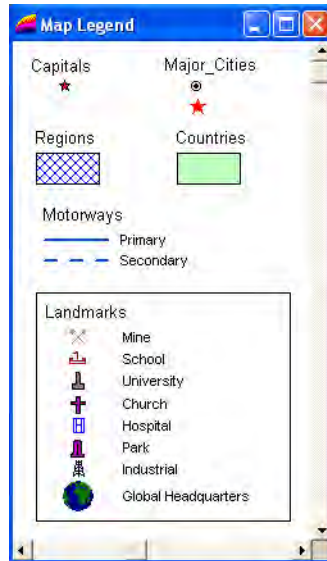 Map Legend
Capitals Major_Cities
Regions Countries
Motorways
Primary
Secondary
Landmarks
Mine
School
University
Church
Hospital
Park
Industrial
Global Headquarters